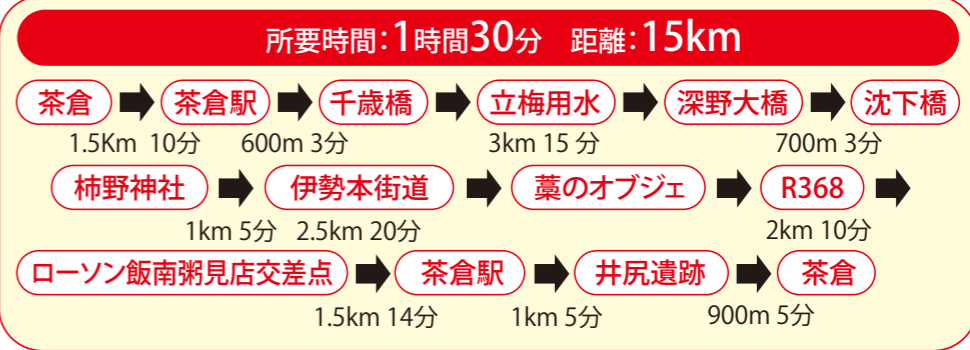 所要時間：1時間30分 距離：15km
茶倉 茶倉駅 千歳橋 立梅用水 深野大橋 沈下橋
1.5Km 10分 600m 3分 3km 15 分 700m 3分
柿野神社 伊勢本街道 藁のオブジェ R368
1km 5分 2.5km 20分 2km 10分
ローソン飯南粥見店交差点 茶倉駅 井尻遺跡 茶倉
1.5km 14分 1km 5分 900m 5分